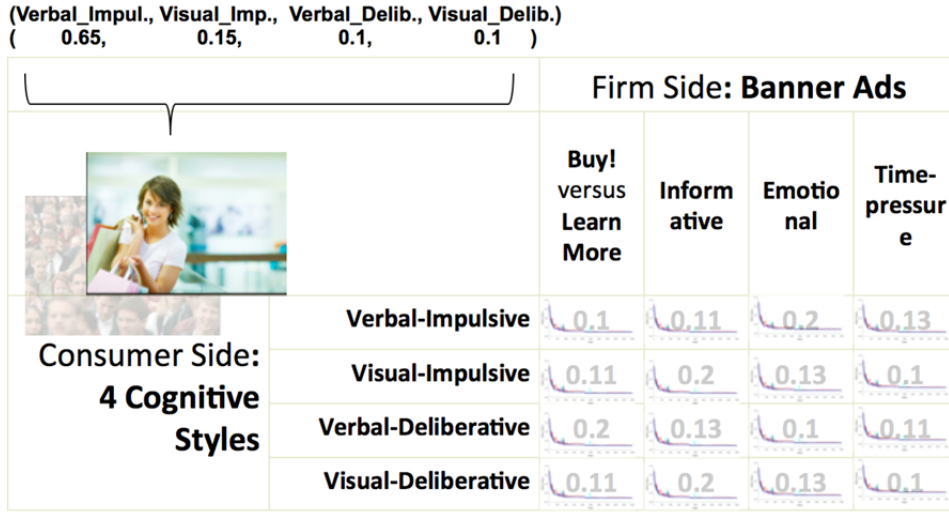 (Verbal_Impul., Visual_Imp., Verbal_Delib., Visual_Delib.)
( 0.65, 0.15, 0.1, 0.1 )
Firm Side: Banner Ads
Buy!
versus
Learn
More
Inform
ative
Emotio
nal
Time-
pressur
e
Consumer Side:
4 Cognitive
Styles
Verbal-Impulsive 0.1 0.11 0.2 0.13
Visual-Impulsive 0.11 0.2 0.13 0.1
Verbal-Deliberative 0.2 0.13 0.1 0.11
Visual-Deliberative 0.11 0.2 0.13 0.1